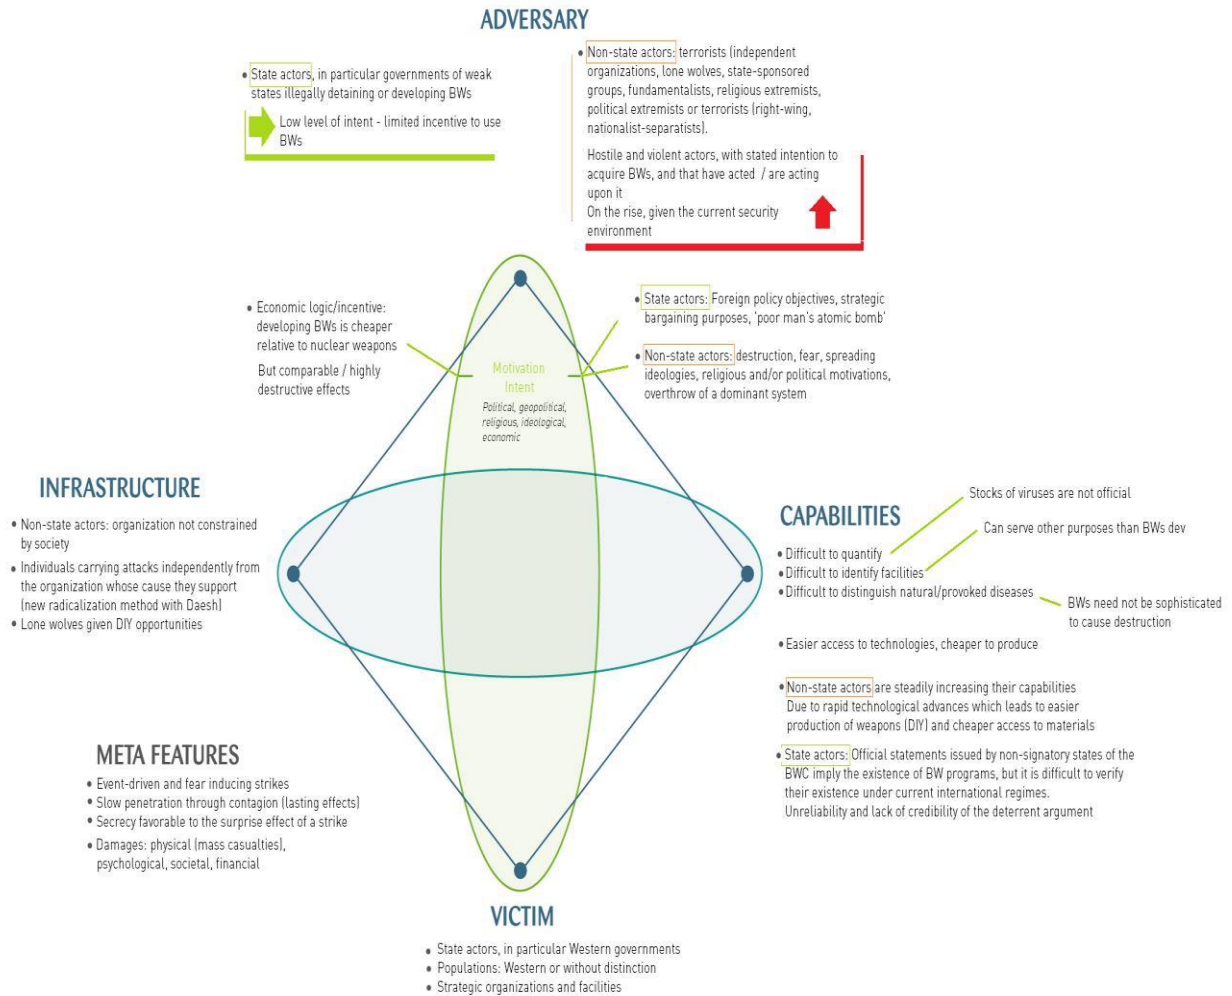 ADVERSARY
• State actors, in particular governments of weak
states illegally detaining or developing BWs
Low level of intent - limited incentive to use
BWs
• Non-state actors: terrorists (independent
organizations, lone wolves, state-sponsored
groups, fundamentalists, religious extremists,
political extremists or terrorists (right-wing,
nationalist-separatists).
Hostile and violent actors, with stated intention to
acquire BWs, and that have acted / are acting
upon it
On the rise, given the current security
environment
• Economic logic/incentive:
developing BWs is cheaper
relative to nuclear weapons
But comparable / highly
destructive effects
Motivation
Intent
Political, geopolitical,
religious, ideological,
economic
• State actors: Foreign policy objectives, strategic
bargaining purposes, 'poor man's atomic bomb'
• Non-state actors: destruction, fear, spreading
ideologies, religious and/or political motivations,
overthrow of a dominant system
INFRASTRUCTURE
• Non-state actors: organization not constrained
by society
• Individuals carrying attacks independently from
the organization whose cause they support
(new radicalization method with Daesh)
• Lone wolves given DIY opportunities
CAPABILITIES
• Difficult to quantify
• Difficult to identify facilities
• Difficult to distinguish natural/provoked diseases
Stocks of viruses are not official
Can serve other purposes than BWs dev
BWs need not be sophisticated
to cause destruction
• Easier access to technologies, cheaper to produce
• Non-state actors are steadily increasing their capabilities
Due to rapid technological advances which leads to easier
production of weapons (DIY) and cheaper access to materials
• State actors: Official statements issued by non-signatory states of the
BWC imply the existence of BW programs, but it is difficult to verify
their existence under current international regimes.
Unreliability and lack of credibility of the deterrent argument
META FEATURES
• Event-driven and fear inducing strikes
• Slow penetration through contagion (lasting effects)
• Secrecy favorable to the surprise effect of a strike
• Damages: physical (mass casualties),
psychological, societal, financial
VICTIM
• State actors, in particular Western governments
• Populations: Western or without distinction
• Strategic organizations and facilities